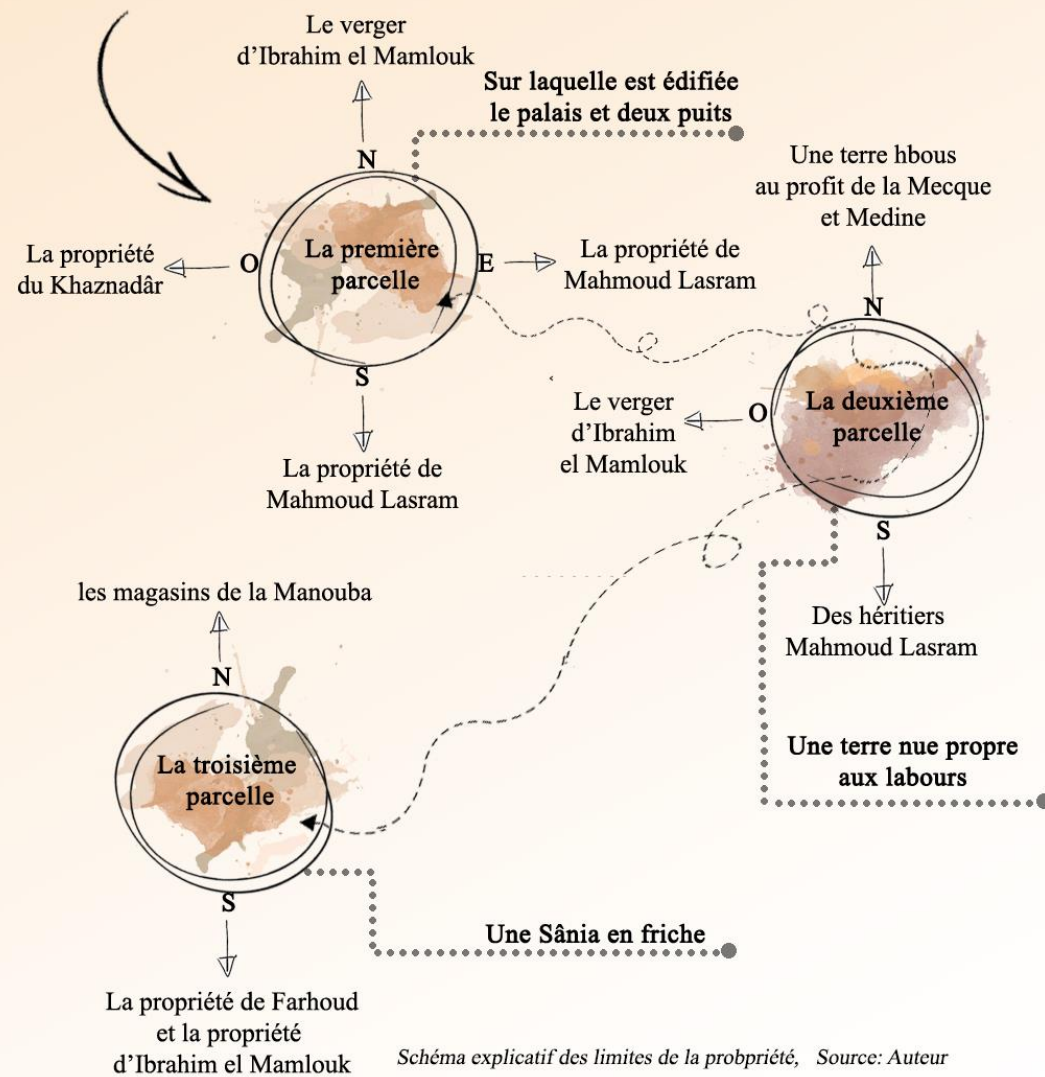 Le verger
d'Ibrahim el Mamlouk
Sur laquelle est édifiée
le palais et deux puits
N
La propriété
du Khaznadâr
O
La première
parcelle
E
La propriété de
Mahmoud Lasram
S
La propriété de
Mahmoud Lasram
Une terre hbous
au profit de la Mecque
et Medine
N
Le verger
d'Ibrahim
el Mamlouk
O
La deuxième
parcelle
S
Des héritiers
Mahmoud Lasram
Une terre nue propre
aux labours
les magasins de la Manouba
N
La troisième
parcelle
S
Une Sânia en friche
La propriété de Farhoud
et la propriété
d'Ibrahim el Mamlouk
Schéma explicatif des limites de la probpriété, Source: Auteur